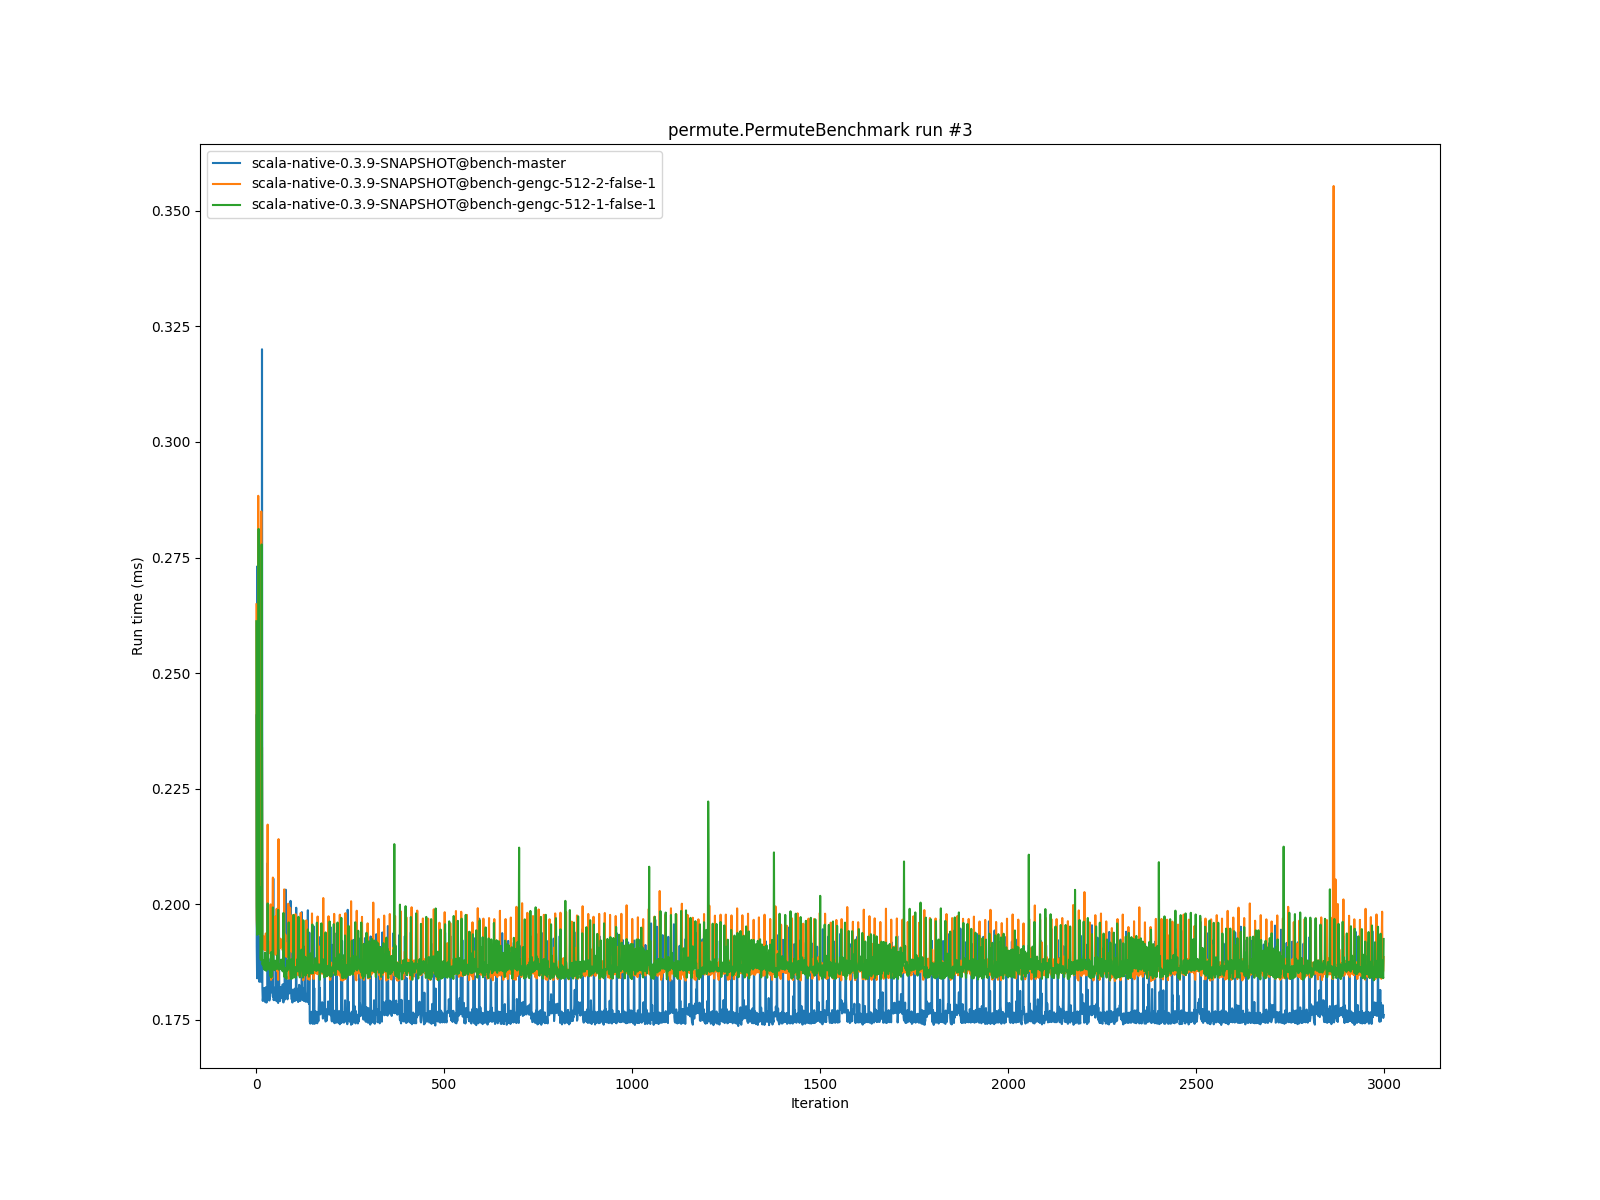 permute.PermuteBenchmark run #3
scala-native-0.3.9-SNAPSHOT@bench-master
scala-native-0.3.9-SNAPSHOT@bench-gengc-512-2-false-1
scala-native-0.3.9-SNAPSHOT@bench-gengc-512-1-false-1
0.350
0.325
0.300
0.275
0.250
0.225
0.200
0.175
Run time (ms)
0 500 1000 1500 2000 2500 3000
Iteration